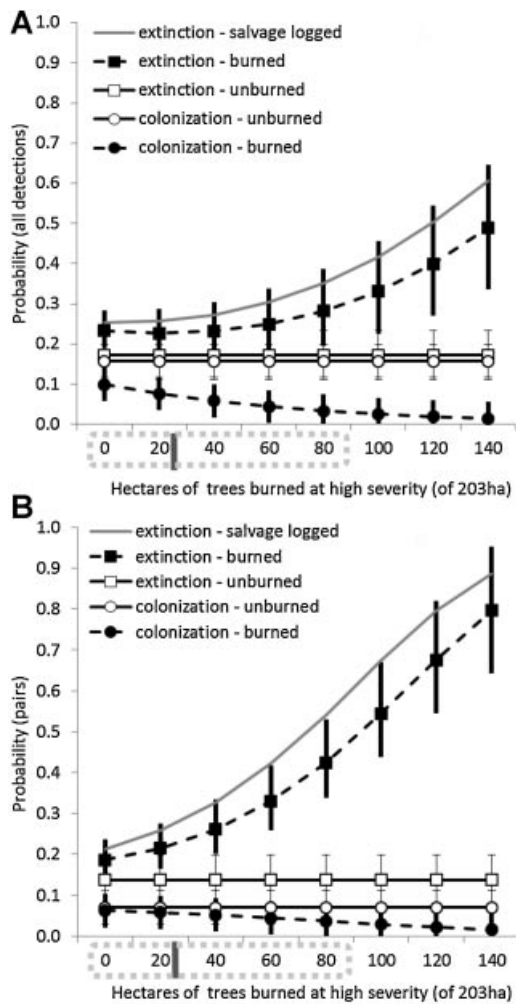 A
extinction - salvage logged
extinction - burned
extinction - unburned
colonization - unburned
colonization - burned
Probability (all detections)
1.0
0.9
0.8
0.7
0.6
0.5
0.4
0.3
0.2
0.1
0.0
0 20 40 60 80 100 120 140
Hectares of trees burned at high severity (of 203ha)
B
extinction - salvage logged
extinction - burned
extinction - unburned
colonization - unburned
colonization - burned
Probability (pairs)
1.0
0.9
0.8
0.7
0.6
0.5
0.4
0.3
0.2
0.1
0.0
0 20 40 60 80 100 120 140
Hectares of trees burned at high severity (of 203ha)